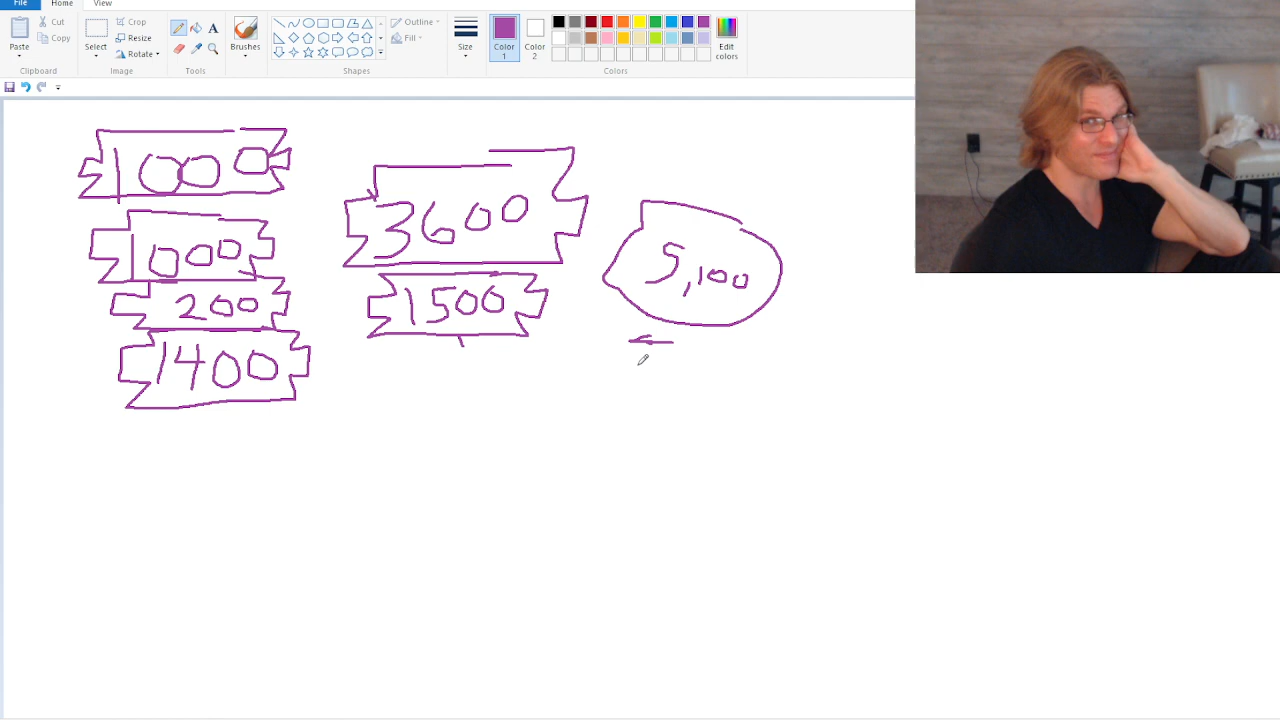 File Home View
Paste
Cut
Copy
Clipboard
Select
Crop
Resize
Rotate
Image
A
Tools
Brushes
Outline
Fill
Shapes
Size
Color 1
Color 2
Edit colors
Colors
1000
1000
200
1400
3600
1500
5,100